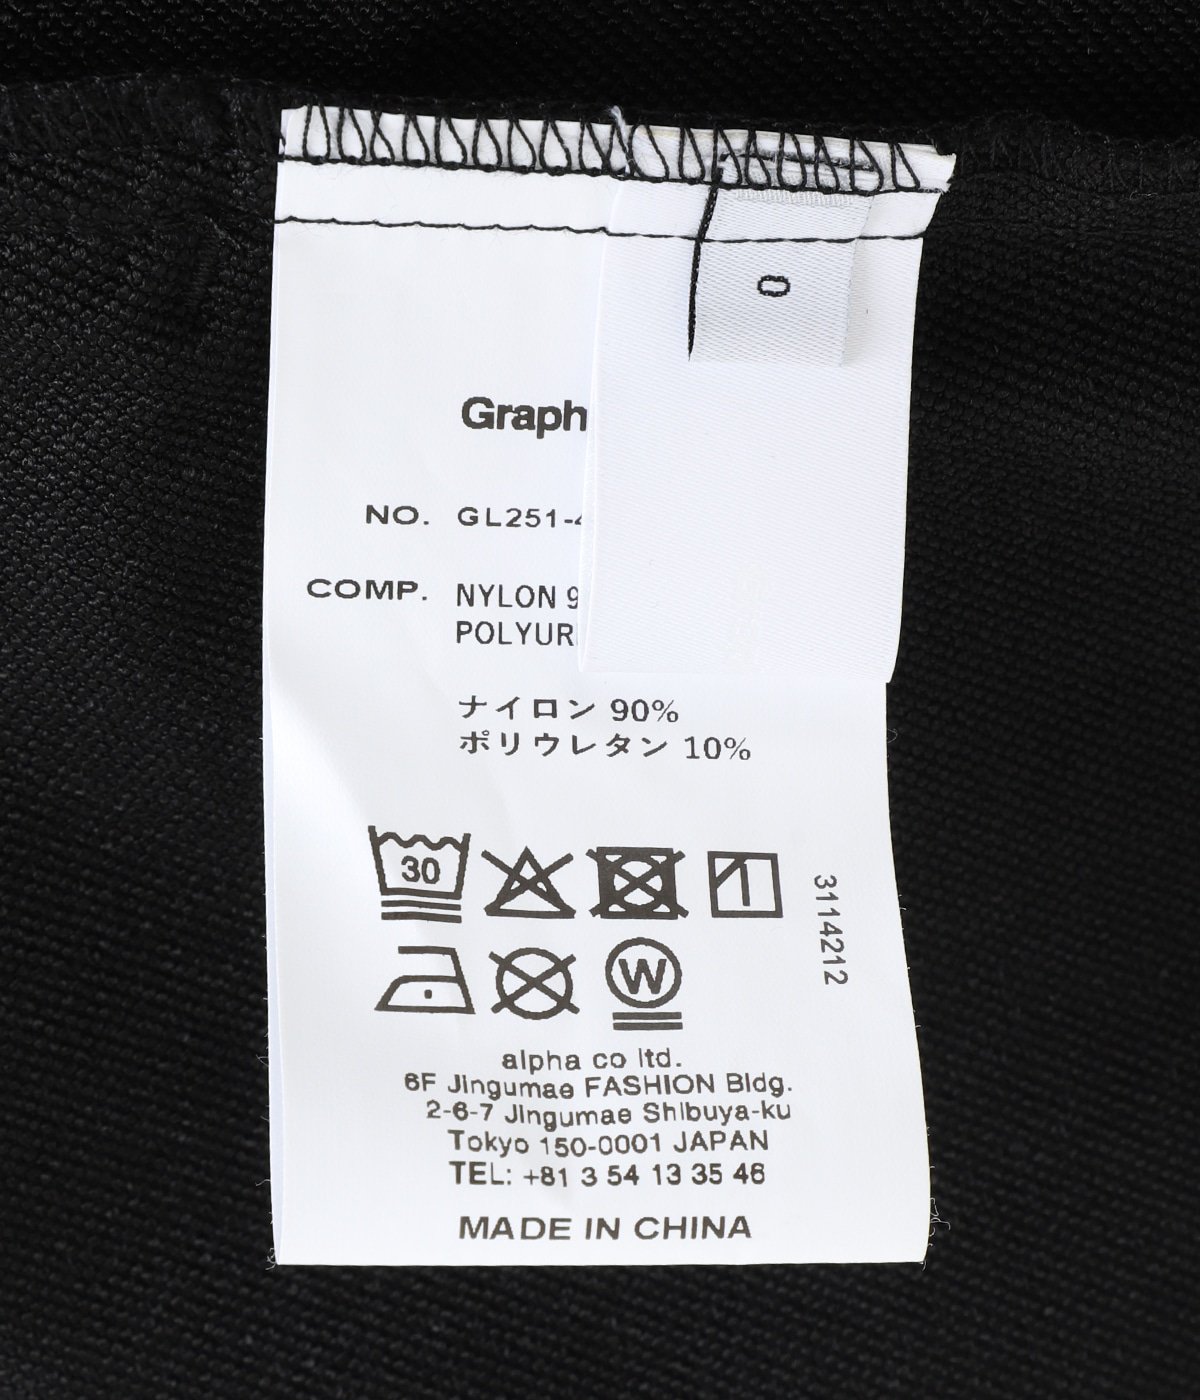 0
Graph
NO. GL251-
COMP. NYLON 9
POLYUR
ナイロン 90%
ポリウレタン 10%
30
W
3114212
alpha co ltd.
6F Jingumae FASHION Bldg.
2-6-7 Jingumae Shibuya-ku
Tokyo 150-0001 JAPAN
TEL: +81 3 54 13 35 46
MADE IN CHINA